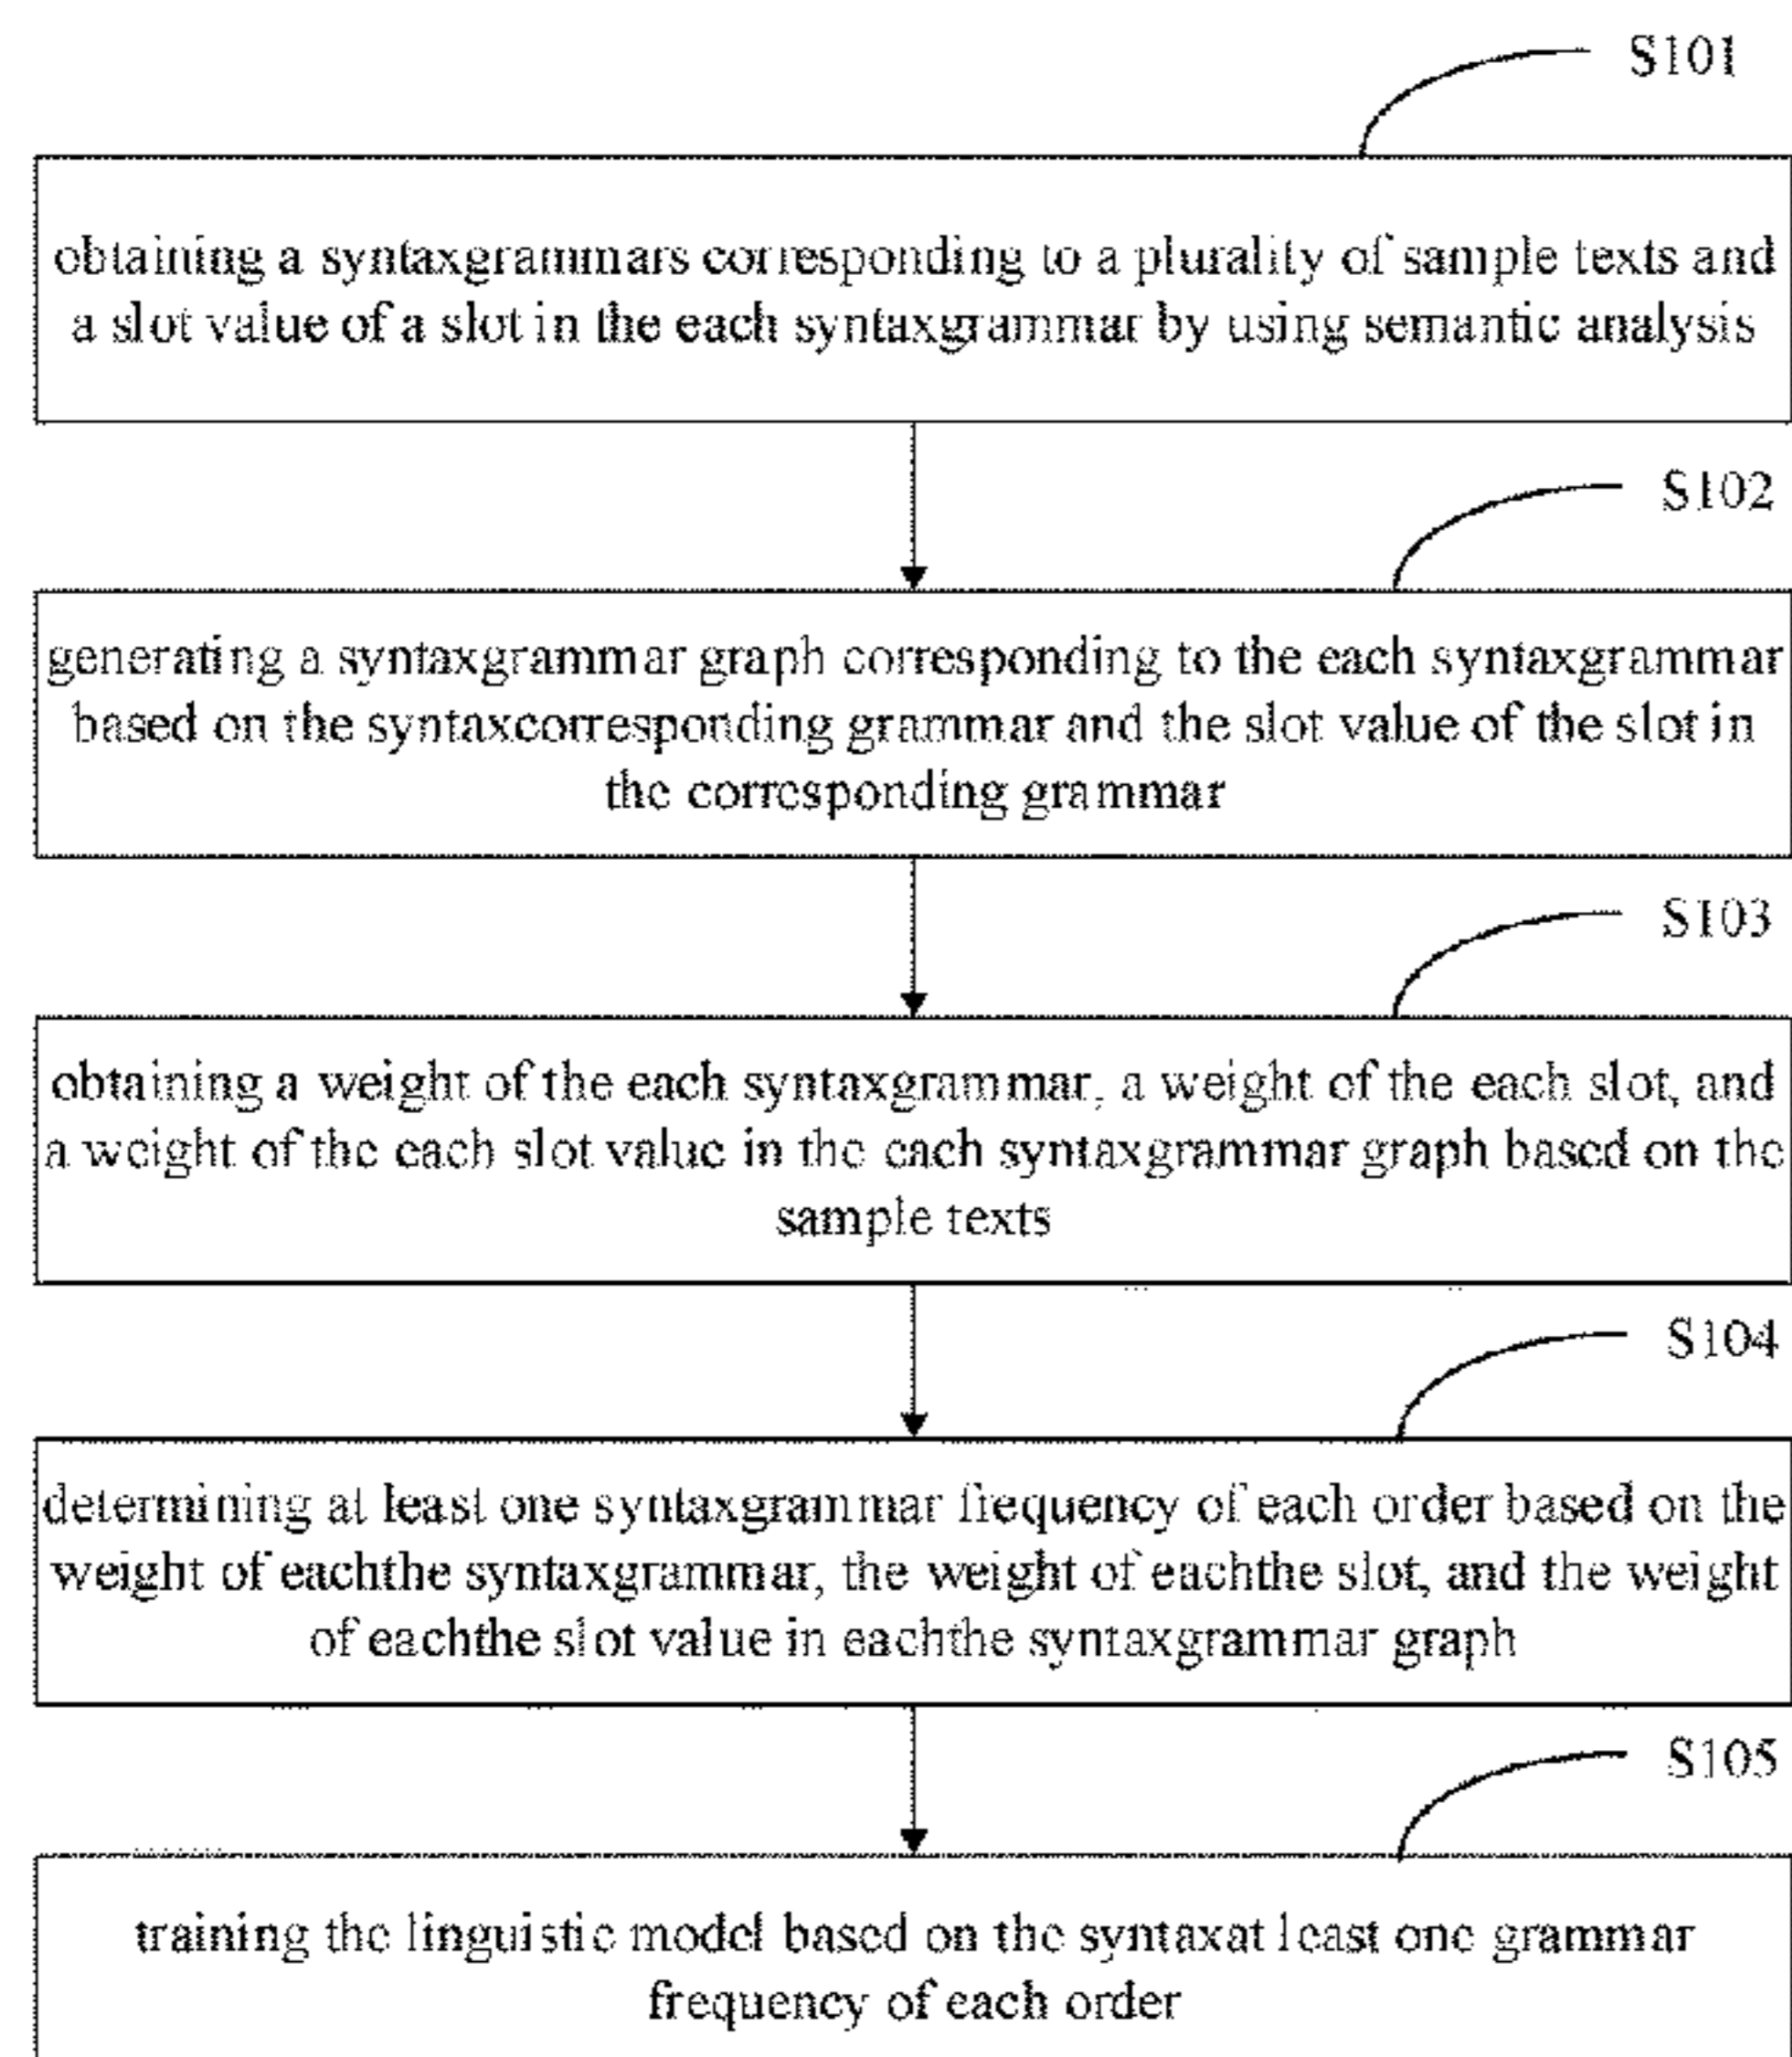 S101
obtaining a syntaxgrammars corresponding to a plurality of sample texts and
a slot value of a slot in the each syntaxgrammar by using semantic analysis
S102
generating a syntaxgrammar graph corresponding to the each syntaxgrammar
based on the syntaxcorresponding grammar and the slot value of the slot in
the corresponding grammar
S103
obtaining a weight of the each syntaxgrammar, a weight of the each slot, and
a weight of the each slot value in the each syntaxgrammar graph based on the
sample texts
S104
determining at least one syntaxgrammar frequency of each order based on the
weight of eachthe syntaxgrammar, the weight of eachthe slot, and the weight
of eachthe slot value in eachthe syntaxgrammar graph
S105
training the linguistic model based on the syntaxat least one grammar
frequency of each order